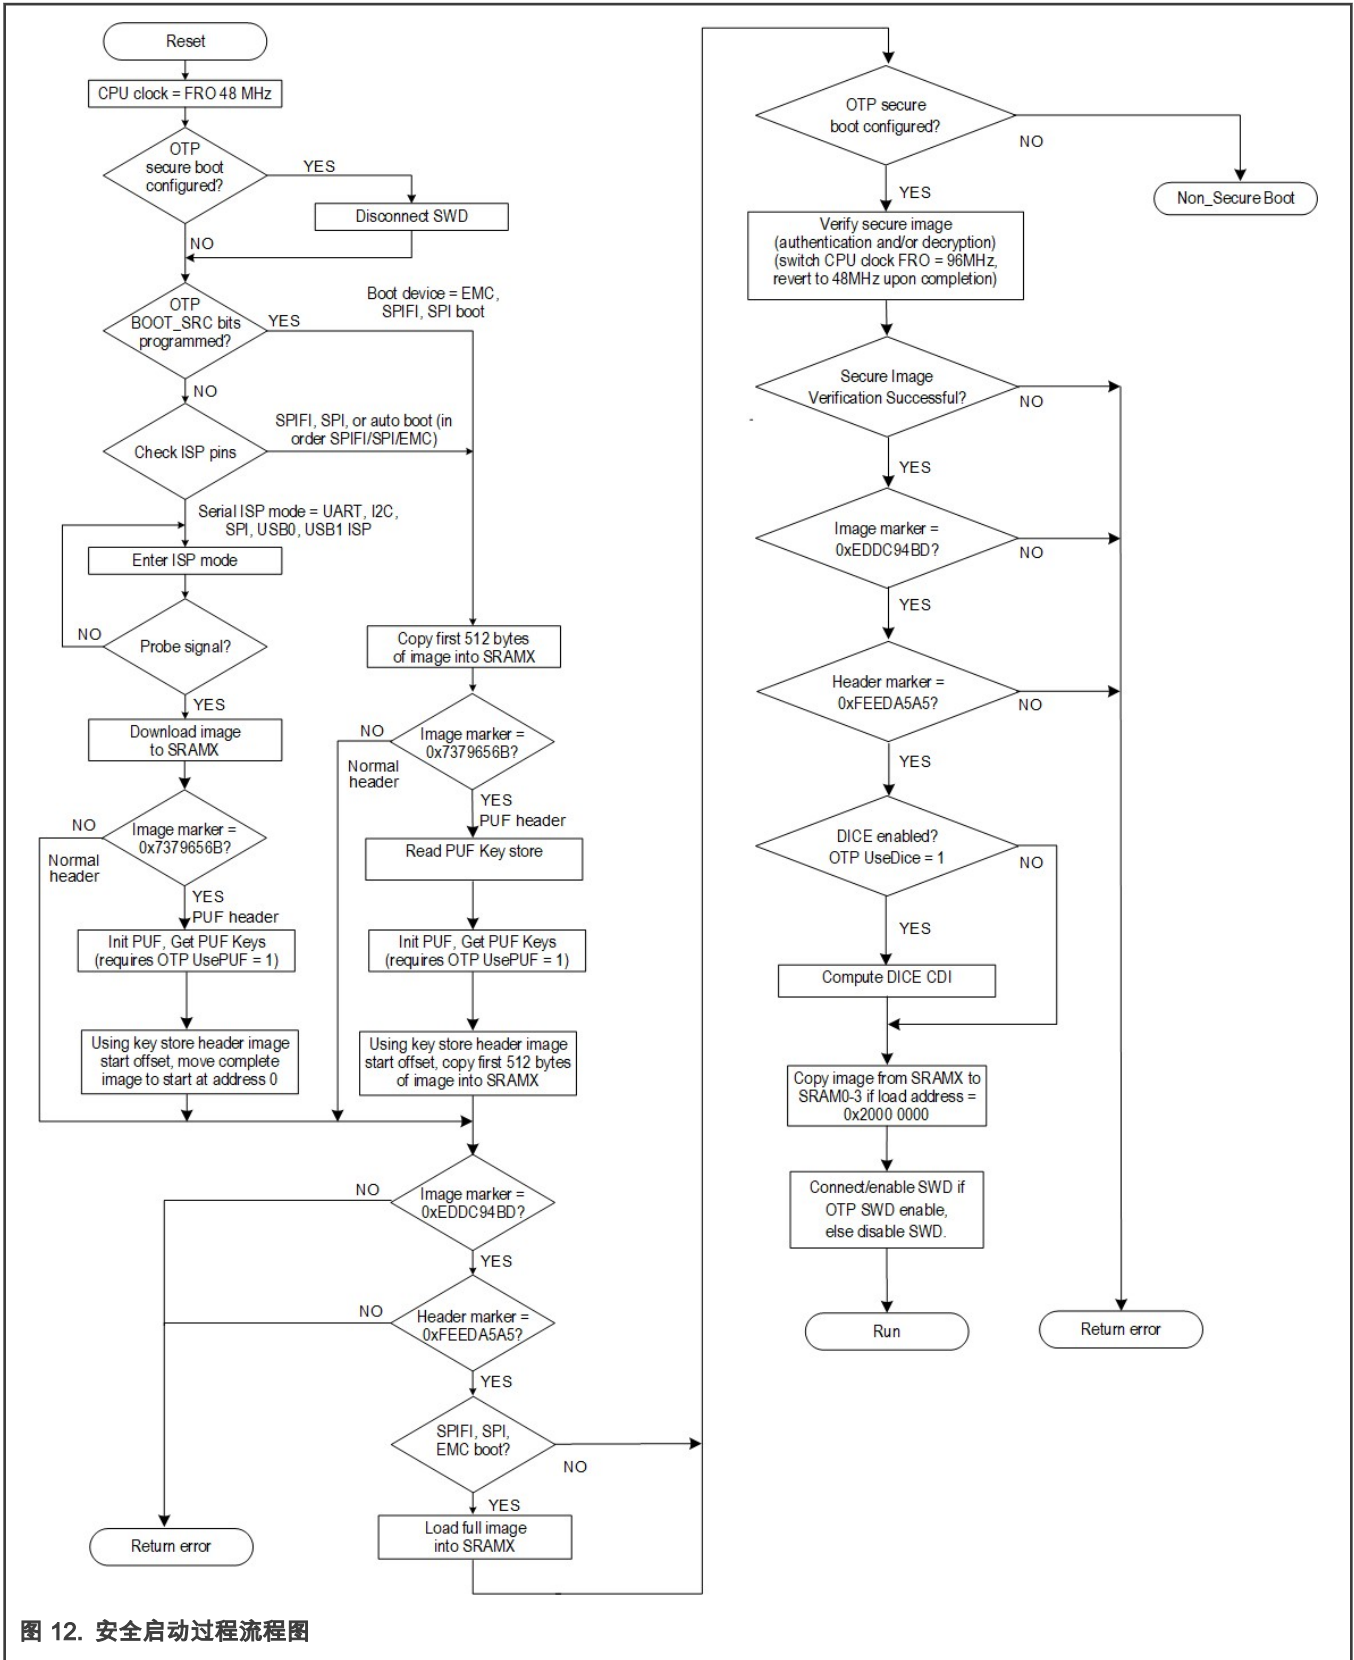 Reset
CPU clock = FRO 48 MHz
OTP
secure boot
configured?
YES
Disconnect SWD
NO
OTP
BOOT_SRC bits
programmed?
YES
Boot device = EMC,
SPIFI, SPI boot
NO
Check ISP pins
SPIFI, SPI, or auto boot (in
order SPIFI/SPI/EMC)
Serial ISP mode = UART, I2C,
SPI, USB0, USB1 ISP
Enter ISP mode
NO
Probe signal?
YES
Download image
to SRAMX
NO
Normal
header
Image marker =
0x7379656B?
YES
PUF header
Init PUF, Get PUF Keys
(requires OTP UsePUF = 1)
Using key store header image
start offset, move complete
image to start at address 0
Copy first 512 bytes
of image into SRAMX
NO
Normal
header
Image marker =
0x7379656B?
YES
PUF header
Read PUF Key store
Init PUF, Get PUF Keys
(requires OTP UsePUF = 1)
Using key store header image
start offset, copy first 512 bytes
of image into SRAMX
NO
Image marker =
0xEDDC94BD?
YES
NO
Header marker =
0xFEEDA5A5?
YES
SPIFI, SPI,
EMC boot?
NO
YES
Load full image
into SRAMX
Return error
OTP secure
boot configured?
NO
Non_Secure Boot
YES
Verify secure image
(authentication and/or decryption)
(switch CPU clock FRO = 96MHz,
revert to 48MHz upon completion)
Secure Image
Verification Successful?
NO
YES
Image marker =
0xEDDC94BD?
NO
YES
Header marker =
0xFEEDA5A5?
NO
YES
DICE enabled?
OTP UseDice = 1
NO
YES
Compute DICE CDI
Copy image from SRAMX to
SRAM0-3 if load address =
0x2000 0000
Connect/enable SWD if
OTP SWD enable,
else disable SWD.
Run
Return error
图 12. 安全启动过程流程图